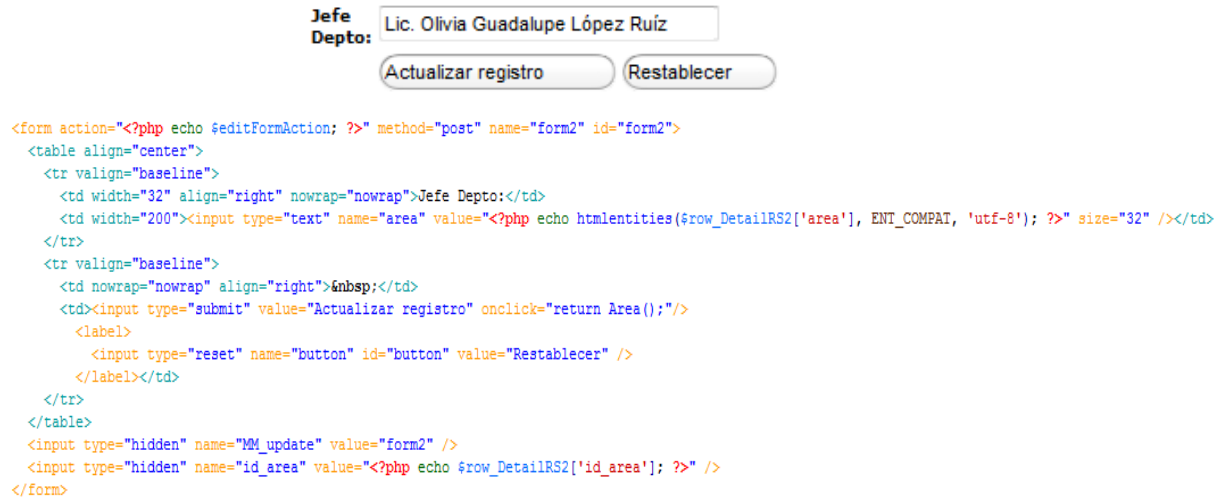 Jefe
Depto: Lic. Olivia Guadalupe López Ruíz
Actualizar registro Restablecer
<form action="<?php echo $editFormAction; ?>" method="post" name="form2" id="form2">
<table align="center">
<tr valign="baseline">
<td width="32" align="right" nowrap="nowrap">Jefe Depto:</td>
<td width="200"><input type="text" name="area" value="<?php echo htmlentities($row_DetailRS2['area'], ENT_COMPAT, 'utf-8'); ?>" size="32" /></td>
</tr>
<tr valign="baseline">
<td nowrap="nowrap" align="right">&nbsp;</td>
<td><input type="submit" value="Actualizar registro" onclick="return Area();"/>
<label>
<input type="reset" name="button" id="button" value="Restablecer" />
</label></td>
</tr>
</table>
<input type="hidden" name="MM_update" value="form2" />
<input type="hidden" name="id_area" value="<?php echo $row_DetailRS2['id_area']; ?>" />
</form>